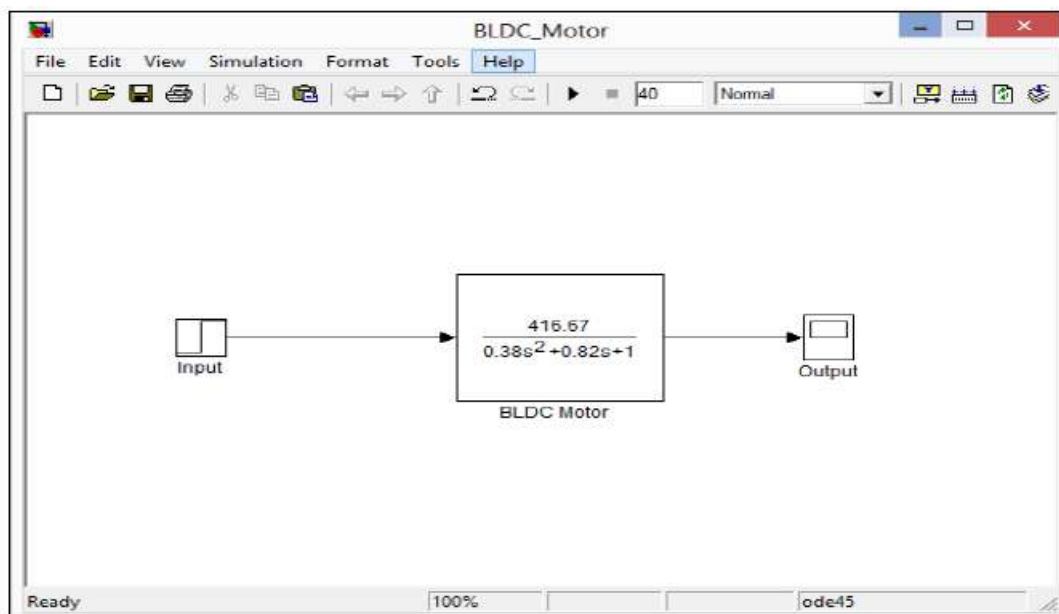 BLDC_Motor
File Edit View Simulation Format Tools Help
40 Normal
416.67
0.38s²+0.82s+1
Input
Output
BLDC Motor
Ready 100% ode45